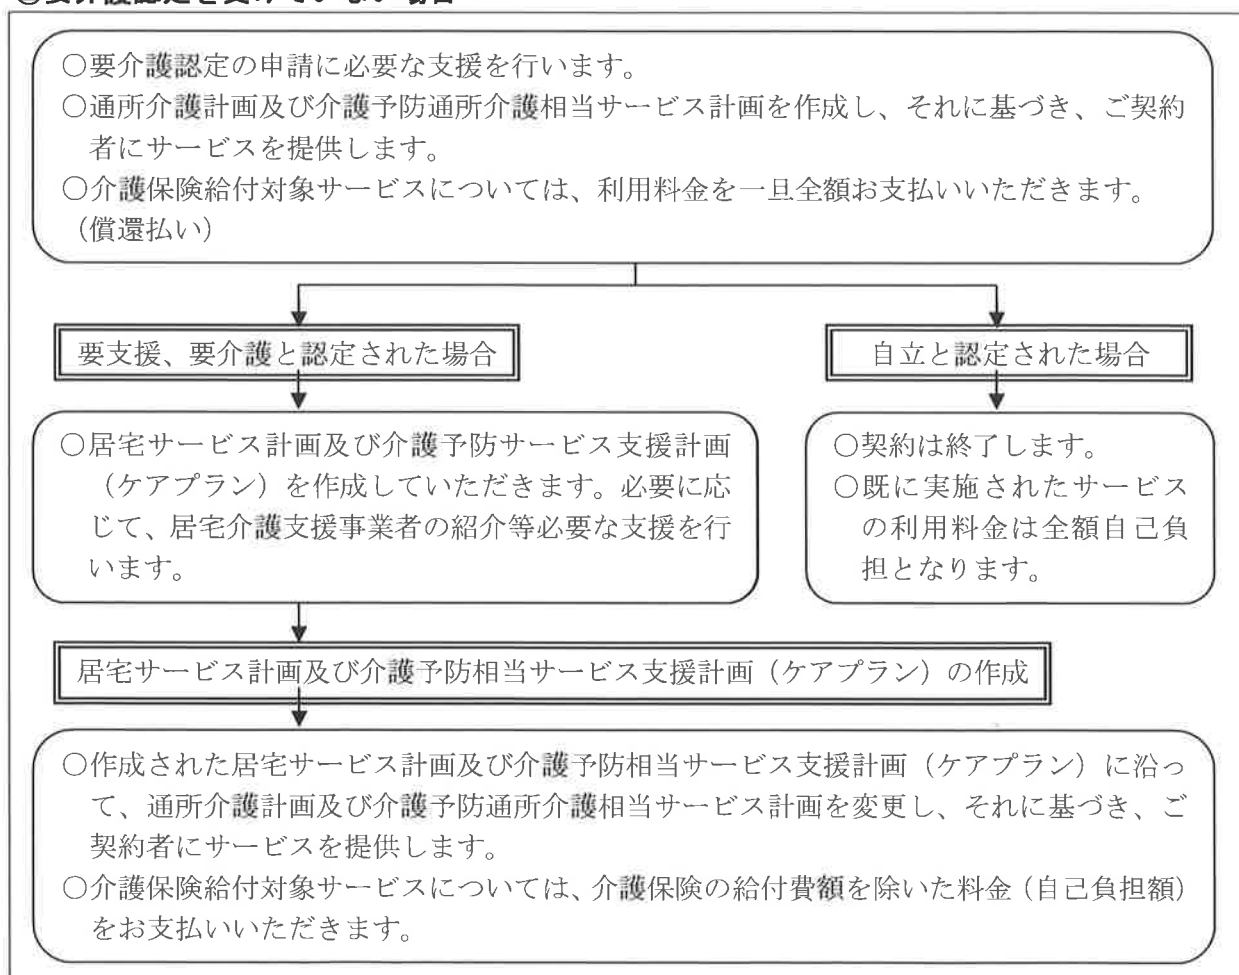 要介護認定を受けていない場合
○要介護認定の申請に必要な支援を行います。
○通所介護計画及び介護予防通所介護相当サービス計画を作成し、それに基づき、ご契約
者にサービスを提供します。
○介護保険給付対象サービスについては、利用料金を一旦全額お支払いいただきます。
（償還払い）
要支援、要介護と認定された場合
自立と認定された場合
○居宅サービス計画及び介護予防サービス支援計画
（ケアプラン）を作成していただきます。必要に応
じて、居宅介護支援事業者の紹介等必要な支援を行
います。
○契約は終了します。
○既に実施されたサービス
の利用料金は全額自己負
担となります。
居宅サービス計画及び介護予防相当サービス支援計画（ケアプラン）の作成
○作成された居宅サービス計画及び介護予防相当サービス支援計画（ケアプラン）に沿っ
て、通所介護計画及び介護予防通所介護相当サービス計画を変更し、それに基づき、ご
契約者にサービスを提供します。
○介護保険給付対象サービスについては、介護保険の給付費額を除いた料金（自己負担額）
をお支払いいただきます。